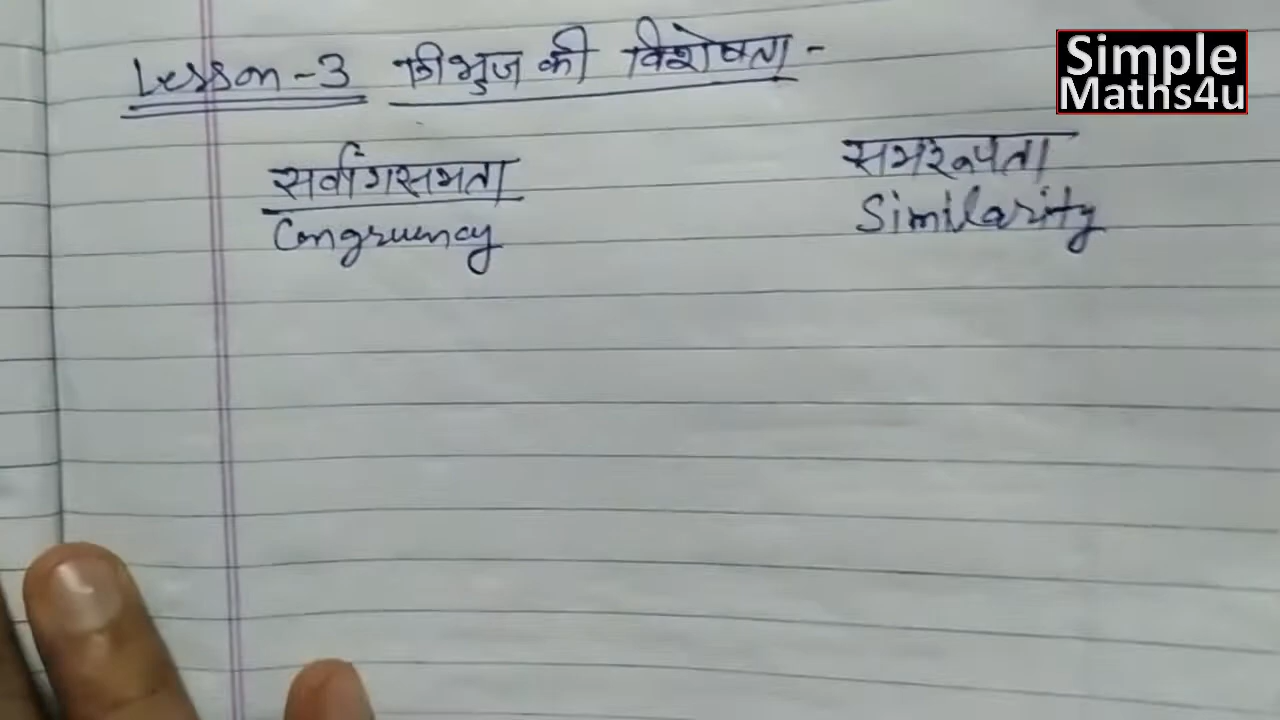 Lesson-3 त्रीभुज की विशेषता -
Simple
Maths4u
सर्वांगसमता
Congruency
समरूपता
Similarity